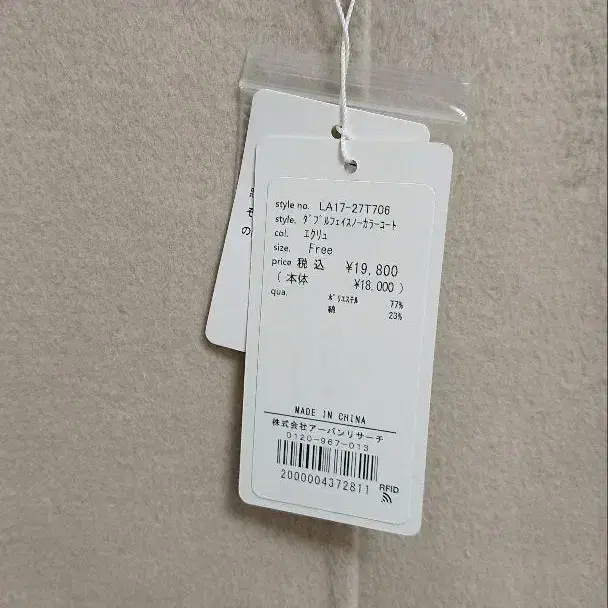 style no. LA17-27T706
style. ﾀﾞﾌﾞﾙﾌｪｲｽﾉｰｶﾗｰｺｰﾄ
col. ｴｸﾘｭ
size. Free
price 税 込 ¥19,800
( 本体 ¥18,000 )
qua. ﾎﾟﾘｴｽﾃﾙ 77%
綿 23%
MADE IN CHINA
株式会社アーバンリサーチ
0120-967-013
2000004372811
RFID
の